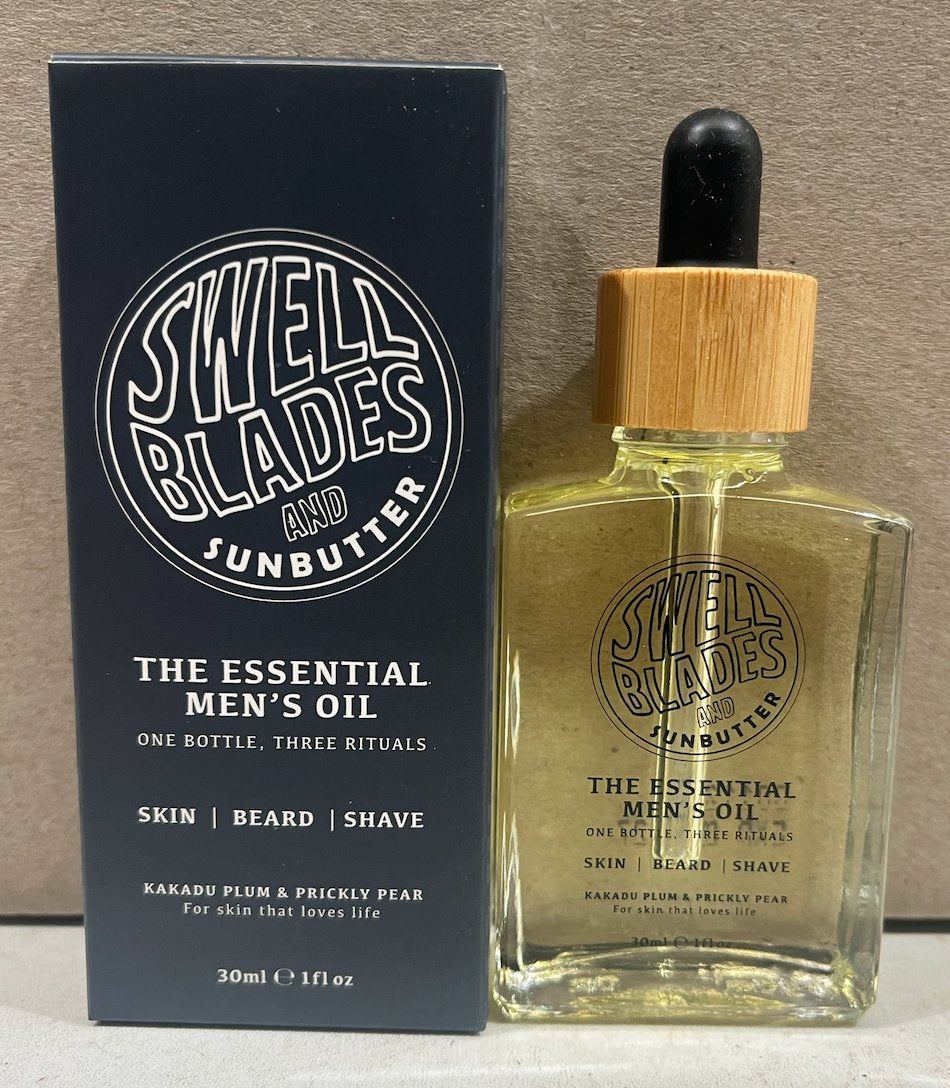 SWELL
BLADES
AND
SUNBUTTER
THE ESSENTIAL
MEN'S OIL
ONE BOTTLE, THREE RITUALS.
SKIN | BEARD | SHAVE
KAKADU PLUM & PRICKLY PEAR
For skin that loves life
30ml ℮ 1fl oz
SWELL
BLADES
AND
SUNBUTTER
THE ESSENTIAL
MEN'S OIL
ONE BOTTLE, THREE RITUALS
SKIN | BEARD | SHAVE
KAKADU PLUM & PRICKLY PEAR
For skin that loves life
30ml ℮ 1fl oz